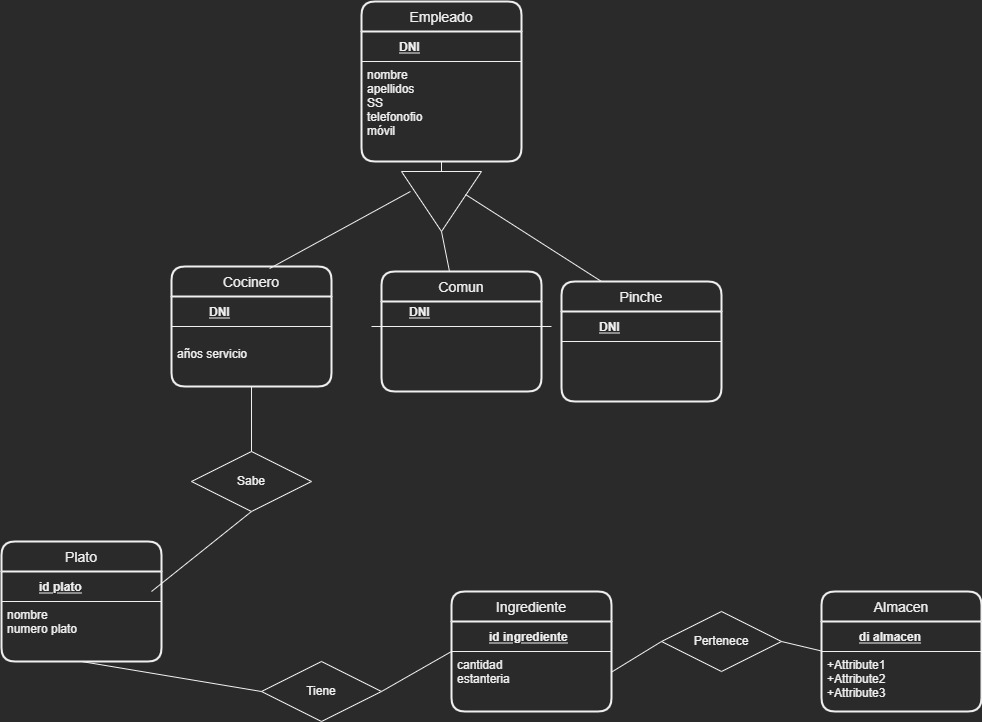 Empleado
DNI
nombre
apellidos
SS
telefonofio
móvil
Cocinero
DNI
años servicio
Comun
DNI
Pinche
DNI
Sabe
Plato
id plato
nombre
numero plato
Tiene
Ingrediente
id ingrediente
cantidad
estanteria
Pertenece
Almacen
di almacen
+Attribute1
+Attribute2
+Attribute3